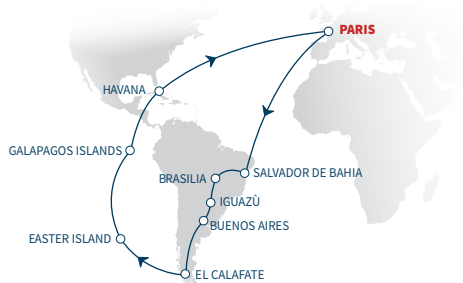 PARIS
HAVANA
GALAPAGOS ISLANDS
BRASILIA
SALVADOR DE BAHIA
IGUAZÙ
BUENOS AIRES
EASTER ISLAND
EL CALAFATE